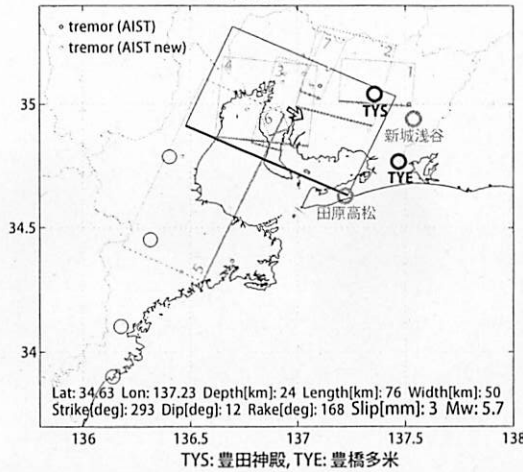 ∘ tremor (AIST)
◦ tremor (AIST new)
7
2
4
3
1
35
TYS
新城浅谷
6
TYE
田原高松
34.5
5
34
Lat: 34.63 Lon: 137.23 Depth[km]: 24 Length[km]: 76 Width[km]: 50
Strike[deg]: 293 Dip[deg]: 12 Rake[deg]: 168 Slip[mm]: 3 Mw: 5.7
136 136.5 137 137.5 138
TYS: 豊田神殿, TYE: 豊橋多米